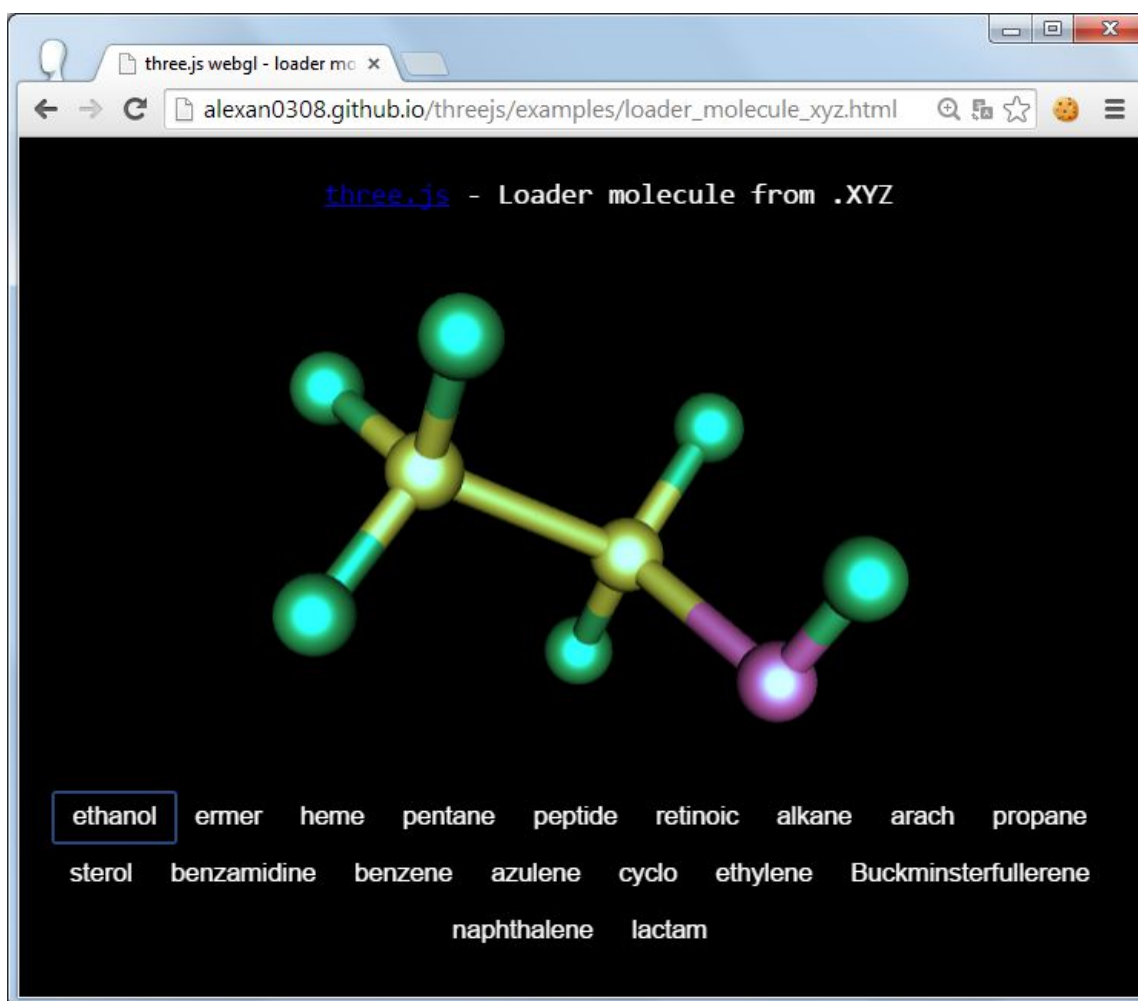 three.js webgl - loader mo
alexan0308.github.io/threejs/examples/loader_molecule_xyz.html
three.js - Loader molecule from .XYZ
ethanol ermer heme pentane peptide retinoic alkane arach propane
sterol benzamidine benzene azulene cyclo ethylene Buckminsterfullerene
naphthalene lactam